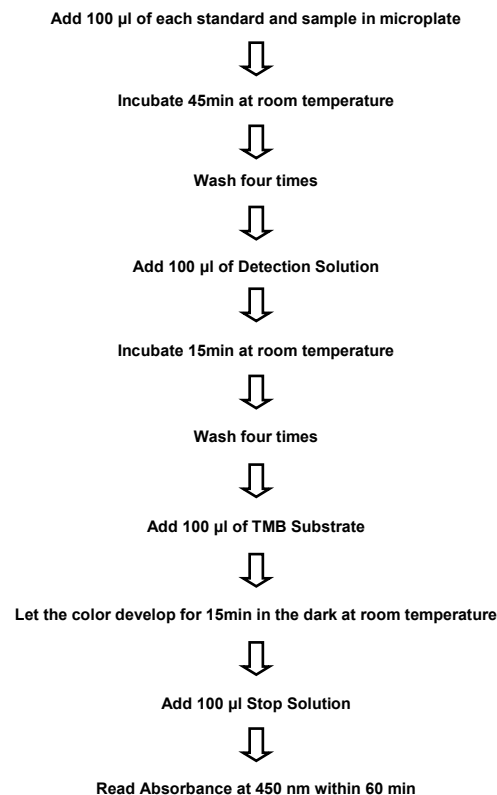 Add 100 µl of each standard and sample in microplate
Incubate 45min at room temperature
Wash four times
Add 100 µl of Detection Solution
Incubate 15min at room temperature
Wash four times
Add 100 µl of TMB Substrate
Let the color develop for 15min in the dark at room temperature
Add 100 µl Stop Solution
Read Absorbance at 450 nm within 60 min